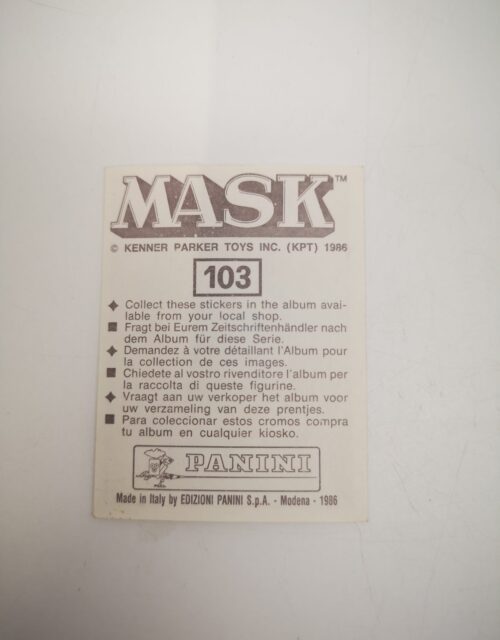 MASK™
© KENNER PARKER TOYS INC. (KPT) 1986
103
Collect these stickers in the album avai-
lable from your local shop.
Fragt bei Eurem Zeitschriftenhändler nach
dem Album für diese Serie.
Demandez à votre détaillant l'Album pour
la collection de ces images.
Chiedete al vostro rivenditore l'album per
la raccolta di queste figurine.
Vraagt aan uw verkoper het album voor
uw verzameling van deze prentjes.
Para coleccionar estos cromos compra
tu album en cualquier kiosko.
PANINI
Made in Italy by EDIZIONI PANINI S.p.A. - Modena - 1986